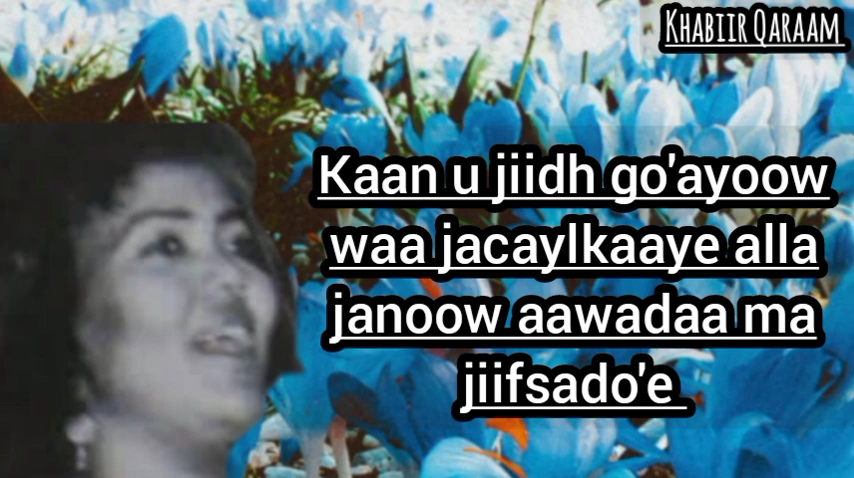 KHABIIR QARAAM
Kaan u jiidh go'ayoow
waa jacaylkaaye alla
janoow aawadaa ma
jiifsado'e